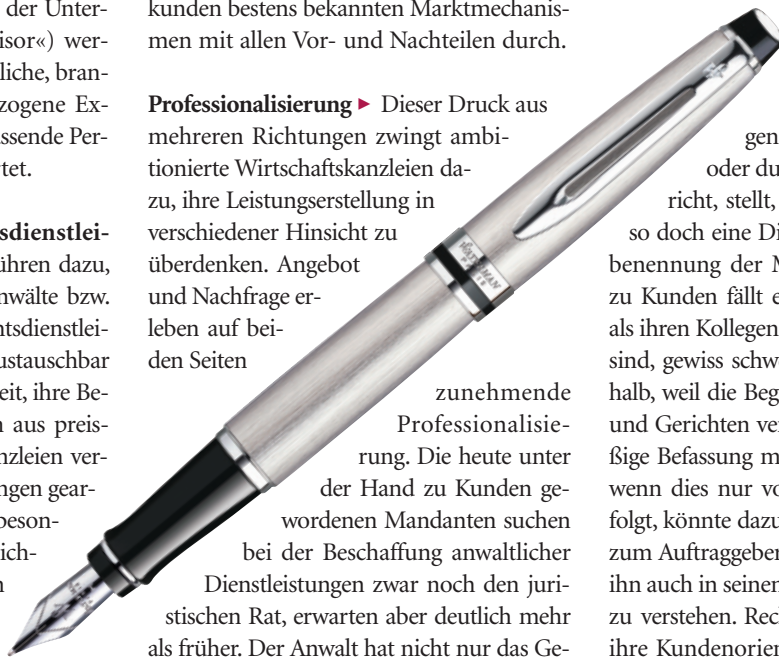 der Unter-
isor«) wer-
liche, bran-
zogene Ex-
ssende Per-
tet.
sdienstlei-
ühren dazu,
nwälte bzw.
tsdienstlei-
ustauschbar
eit, ihre Be-
n aus preis-
nzleien ver-
ngen gear-
beson-
ich-
n
kunden bestens bekannten Marktmechanis-
men mit allen Vor- und Nachteilen durch.
Professionalisierung ▸ Dieser Druck aus
mehreren Richtungen zwingt ambi-
tionierte Wirtschaftskanzleien da-
zu, ihre Leistungserstellung in
verschiedener Hinsicht zu
überdenken. Angebot
und Nachfrage er-
leben auf bei-
den Seiten
zunehmende
Professionalisie-
rung. Die heute unter
der Hand zu Kunden ge-
wordenen Mandanten suchen
bei der Beschaffung anwaltlicher
Dienstleistungen zwar noch den juri-
stischen Rat, erwarten aber deutlich mehr
als früher. Der Anwalt hat nicht nur das Ge-
WATERMAN
PARIS
gen
oder du
richt, stellt,
so doch eine Di
benennung der M
zu Kunden fällt e
als ihren Kollegen
sind, gewiss schw
halb, weil die Beg
und Gerichten ver
ßige Befassung m
wenn dies nur vo
folgt, könnte dazu
zum Auftraggeber
ihn auch in seinen
zu verstehen. Rec
ihre Kundenorien